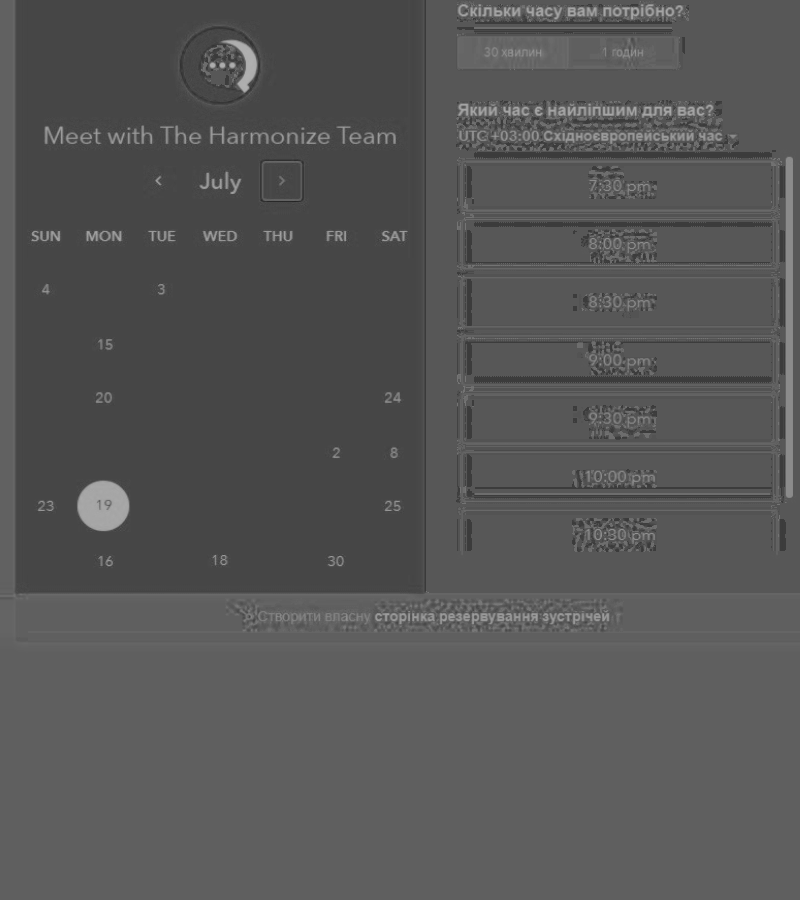 Meet with The Harmonize Team
‹ July ›
SUN MON TUE WED THU FRI SAT
4 3
15
20 24
2 8
23 19 25
16 18 30
Скільки часу вам потрібно?
30 хвилин 1 годин
Який час є найліпшим для вас?
UTC +03:00 Східноєвропейський час
7:30 pm
8:00 pm
8:30 pm
9:00 pm
9:30 pm
10:00 pm
10:30 pm
Створити власну сторінка резервування зустрічей